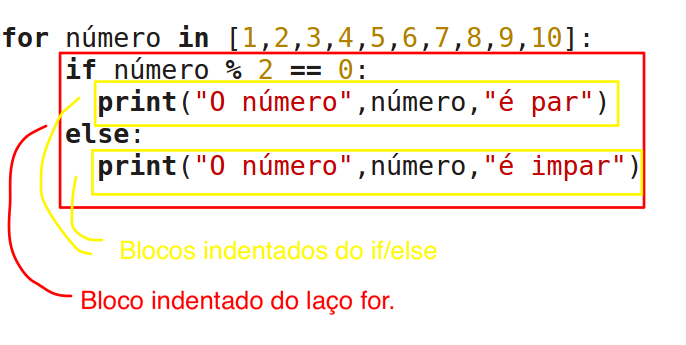 for número in [1,2,3,4,5,6,7,8,9,10]:
    if número % 2 == 0:
      print("O número",número,"é par")
    else:
      print("O número",número,"é impar")
Blocos indentados do if/else
Bloco indentado do laço for.